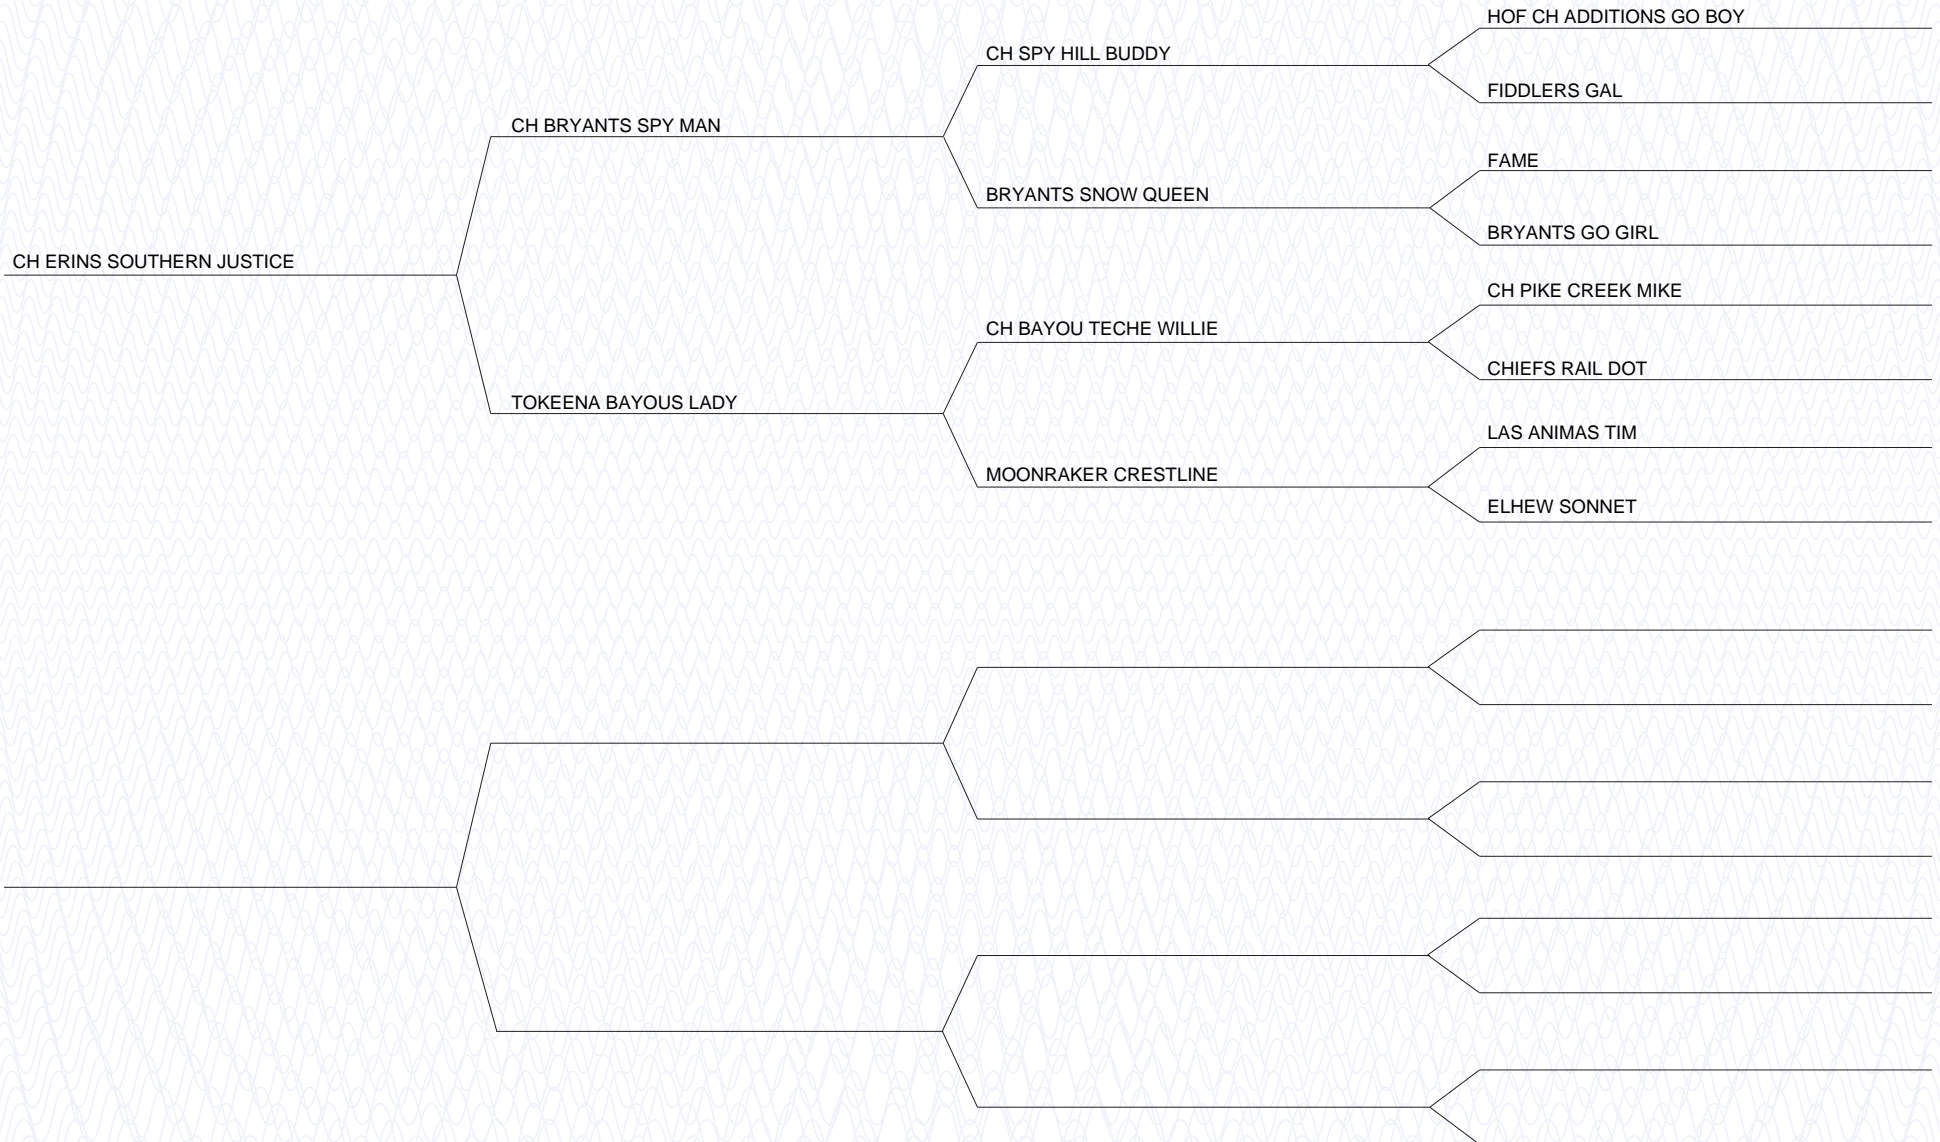 HOF CH ADDITIONS GO BOY
CH SPY HILL BUDDY
FIDDLERS GAL
CH BRYANTS SPY MAN
FAME
BRYANTS SNOW QUEEN
BRYANTS GO GIRL
CH ERINS SOUTHERN JUSTICE
CH PIKE CREEK MIKE
CH BAYOU TECHE WILLIE
CHIEFS RAIL DOT
TOKEENA BAYOUS LADY
LAS ANIMAS TIM
MOONRAKER CRESTLINE
ELHEW SONNET